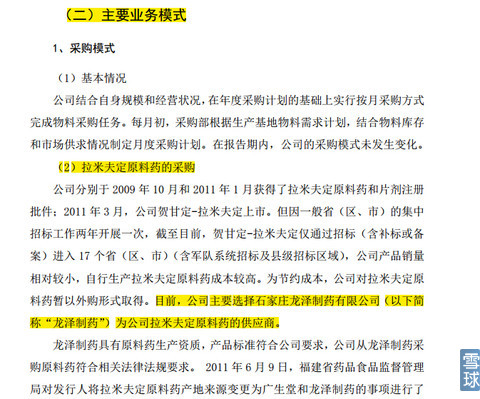 （二）主要业务模式
1、采购模式
（1）基本情况
公司结合自身规模和经营状况，在年度采购计划的基础上实行按月采购方式
完成物料采购任务。每月初，采购部根据生产基地物料需求计划，结合物料库存
和市场供求情况制定月度采购计划。在报告期内，公司的采购模式未发生变化。
（2）拉米夫定原料药的采购
公司分别于 2009 年 10 月和 2011 年 1 月获得了拉米夫定原料药和片剂注册
批件；2011 年 3 月，公司贺甘定-拉米夫定上市。但因一般省（区、市）的集中
招标工作两年开展一次，截至目前，贺甘定-拉米夫定仅通过招标（含补标或备
案）进入 17 个省（区、市）（含军队系统招标及县级招标区域），公司产品销量
相对较小，自行生产拉米夫定原料药成本较高。为节约成本，公司对拉米夫定原
料药暂以外购形式取得。目前，公司主要选择石家庄龙泽制药有限公司（以下简
称“龙泽制药”）为公司拉米夫定原料药的供应商。
龙泽制药具有原料药生产资质，产品标准符合公司要求，公司从龙泽制药采
购原料药符合相关法律法规要求。 2011 年 6 月 9 日，福建省药品食品监督管理
局对发行人将拉米夫定原料药产地来源变更为广生堂和龙泽制药的事项进行了
雪球